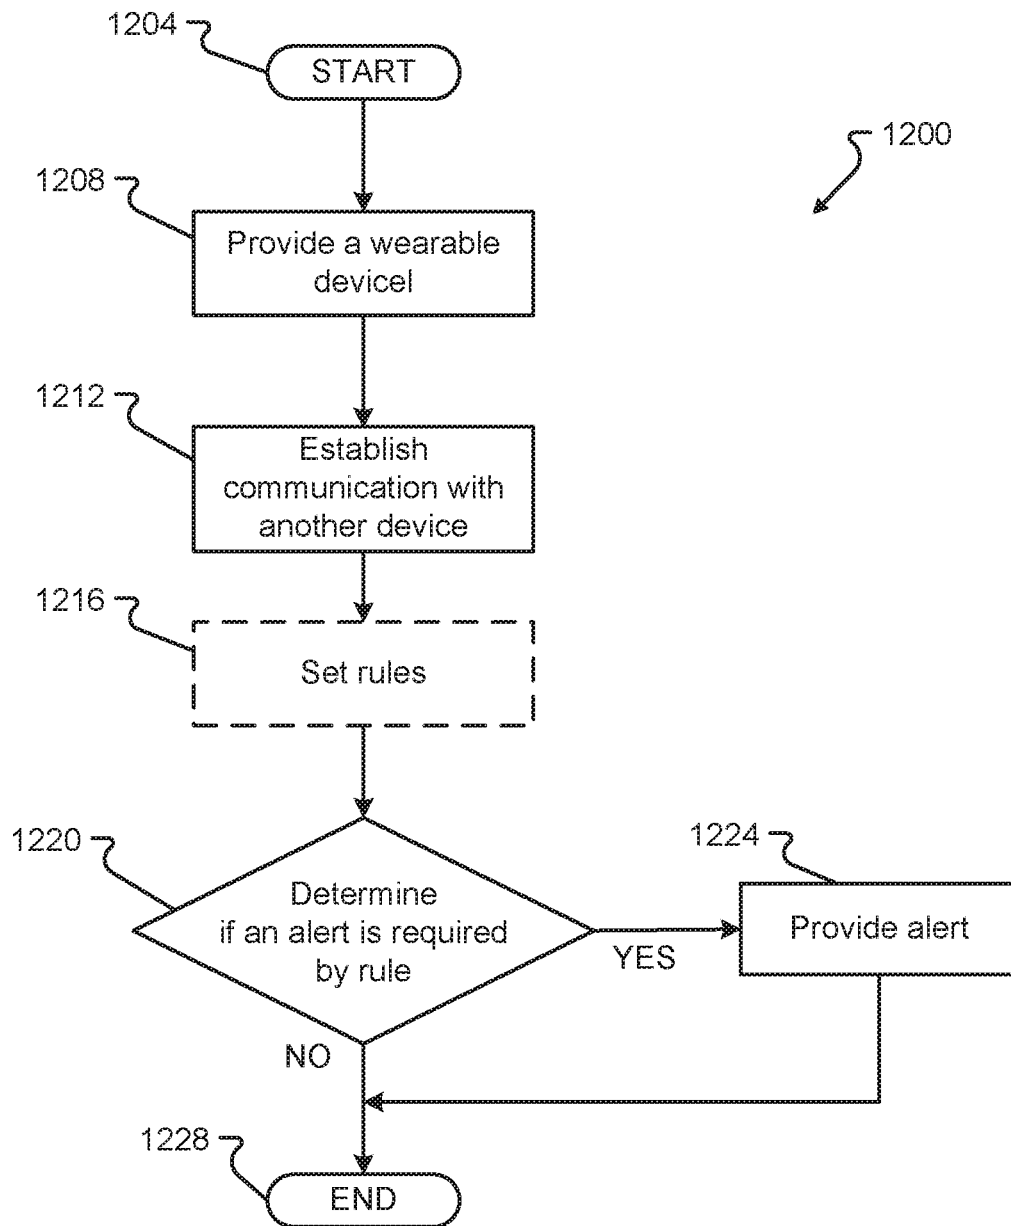 1204
START
1200
1208
Provide a wearable
devicel
1212
Establish
communication with
another device
1216
Set rules
1220
Determine
if an alert is required
by rule
YES
1224
Provide alert
NO
1228
END